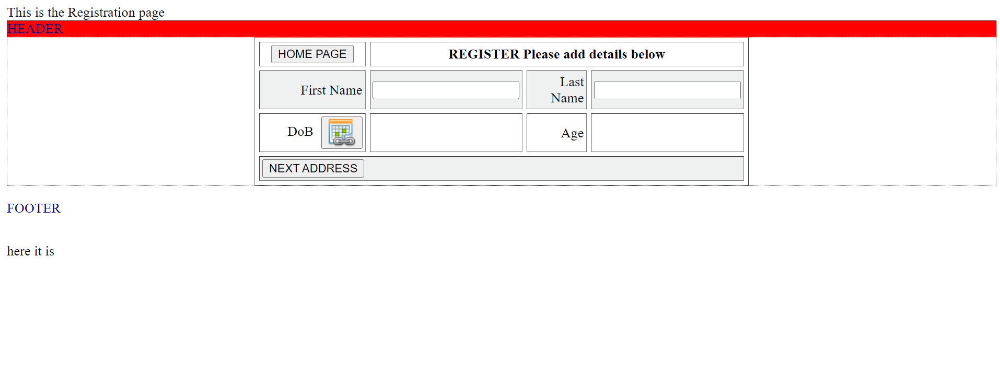 This is the Registration page
HEADER
HOME PAGE
REGISTER Please add details below
First Name
Last
Name
DoB
Age
NEXT ADDRESS
FOOTER
here it is